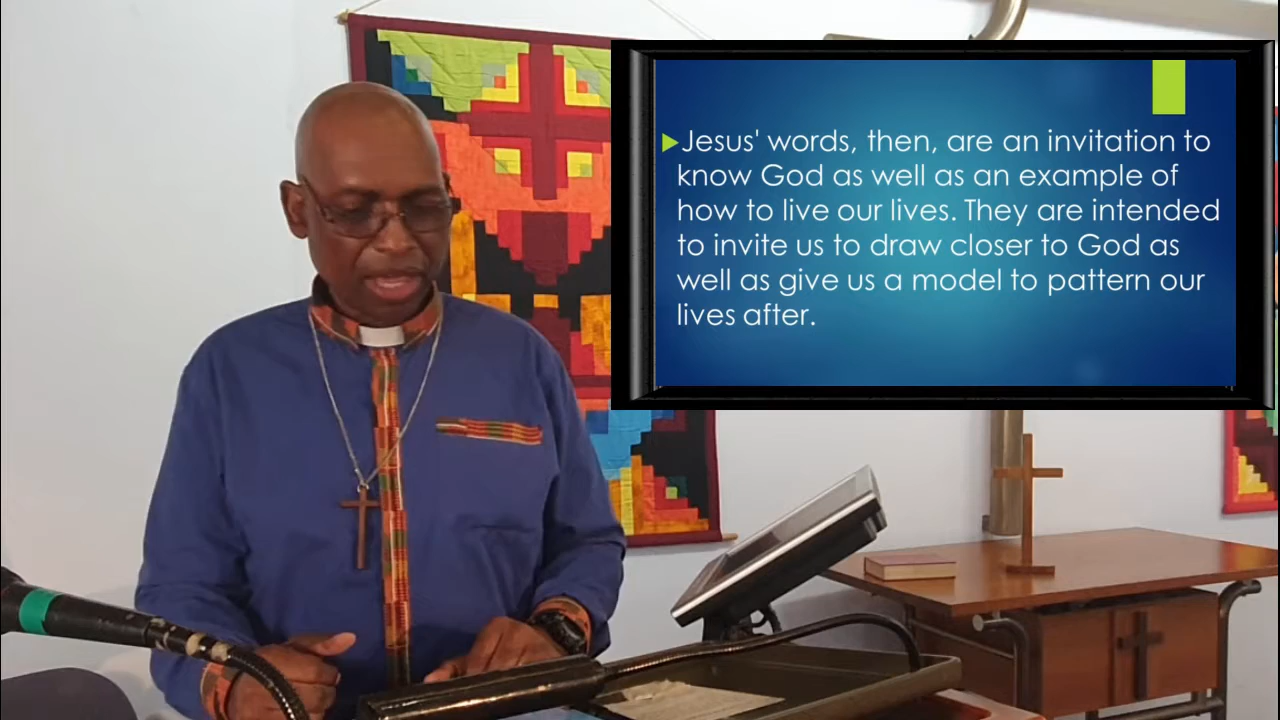 Jesus' words, then, are an invitation to
know God as well as an example of
how to live our lives. They are intended
to invite us to draw closer to God as
well as give us a model to pattern our
lives after.